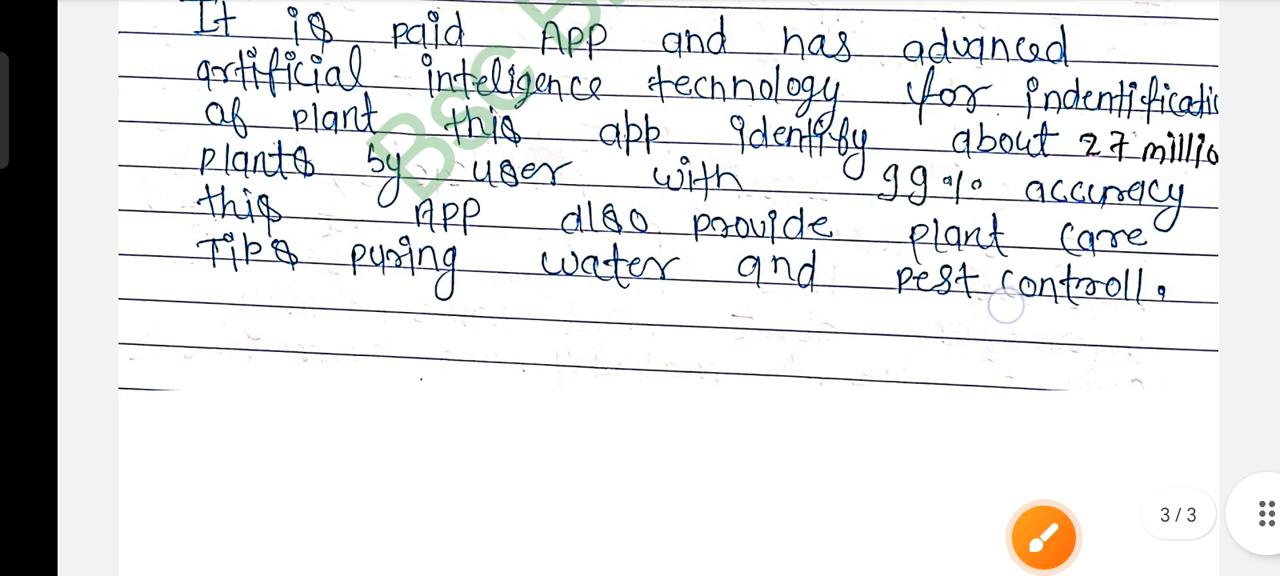 It is paid App and has advanced
artificial inteligence technology for indentificatio
of plant this app identify about 27 millio
plants by user with 99% accuracy
this App also provide plant care
Tips puring water and pest controll.
BSC
3 / 3